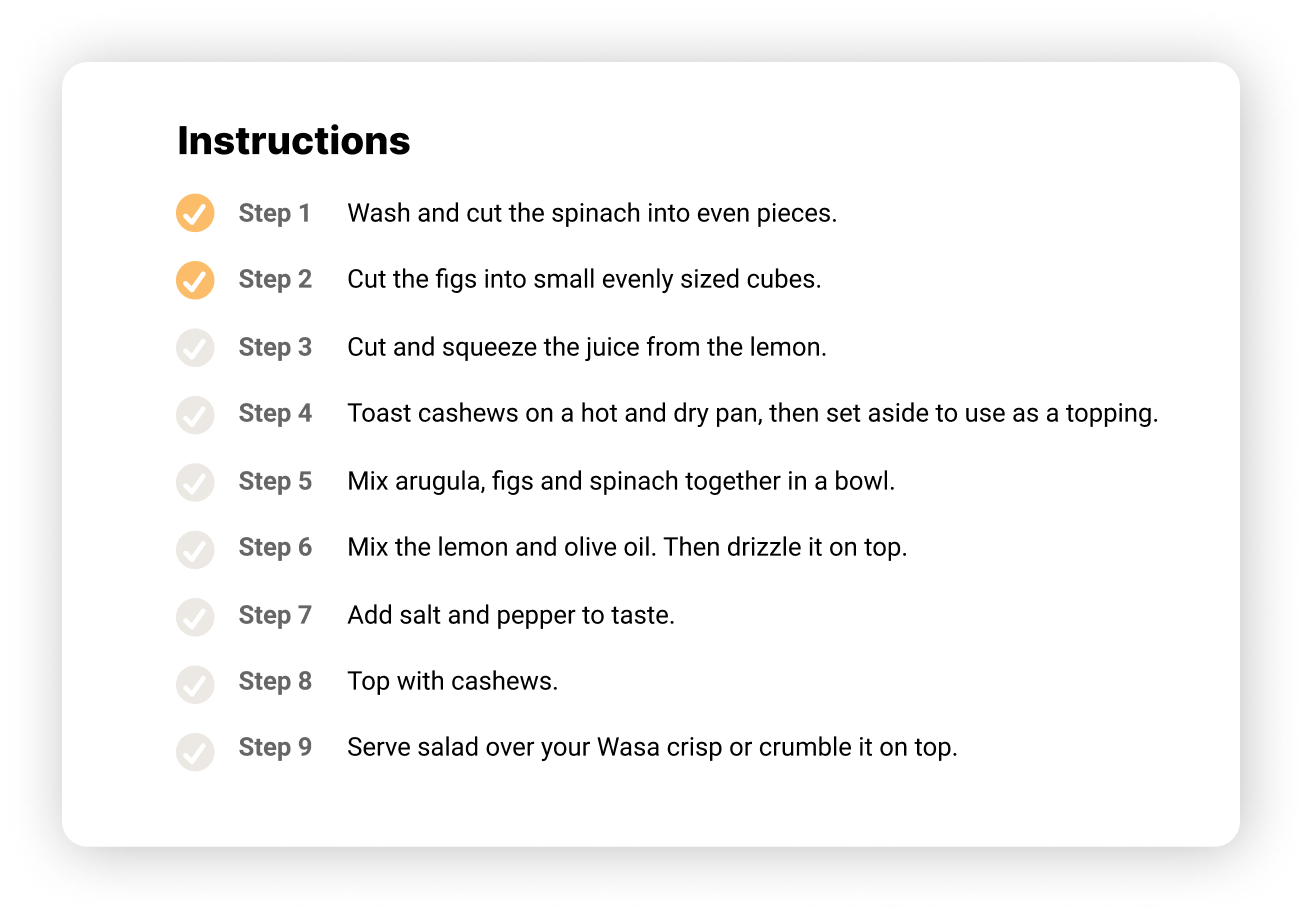 Instructions
Step 1 Wash and cut the spinach into even pieces.
Step 2 Cut the figs into small evenly sized cubes.
Step 3 Cut and squeeze the juice from the lemon.
Step 4 Toast cashews on a hot and dry pan, then set aside to use as a topping.
Step 5 Mix arugula, figs and spinach together in a bowl.
Step 6 Mix the lemon and olive oil. Then drizzle it on top.
Step 7 Add salt and pepper to taste.
Step 8 Top with cashews.
Step 9 Serve salad over your Wasa crisp or crumble it on top.